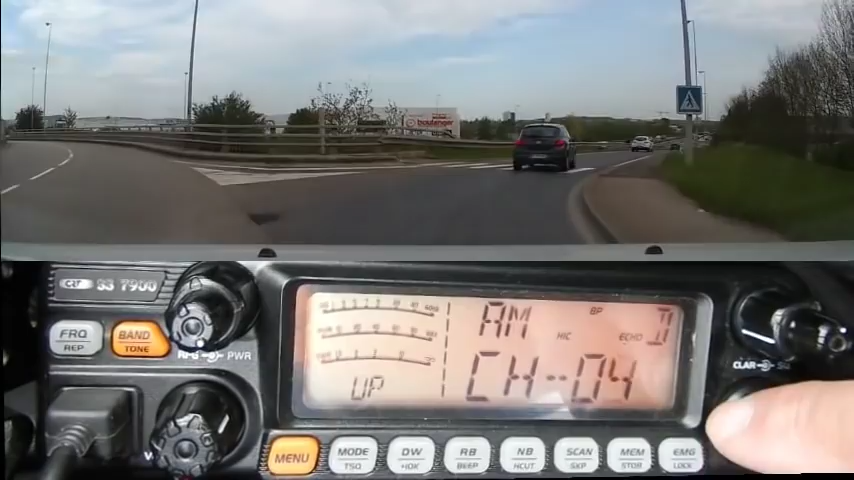 boulanger
CRT SS 7900
FRQ
REP
BAND
TONE
PWR
AM
BP
D
MIC
ECHO
UP
CH--04
CLAR
MENU
MODE
TSQ
DW
+10K
RB
BEEP
NB
HCUT
SCAN
SKP
MEM
STOR
EMG
LOCK